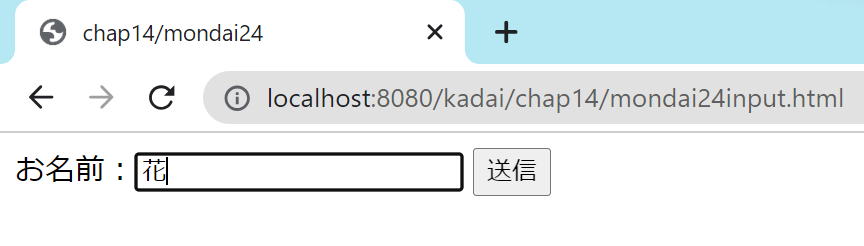 chap14/mondai24
localhost:8080/kadai/chap14/mondai24input.html
お名前：花 送信